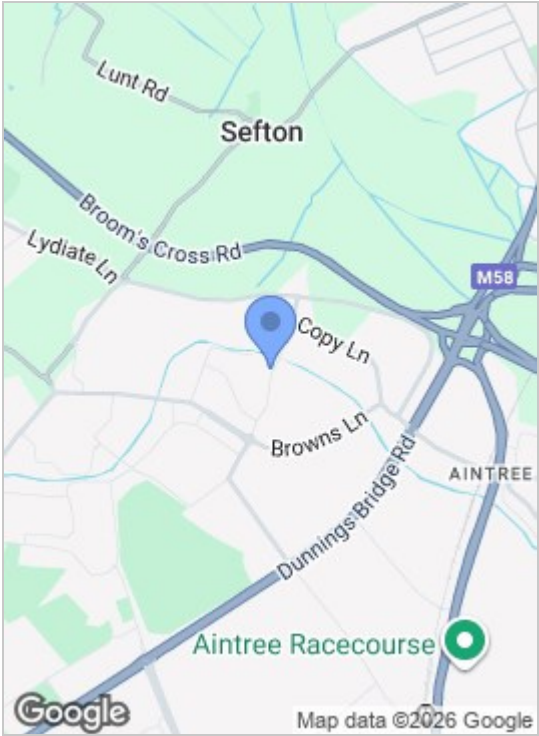 Lunt Rd
Sefton
Broom's Cross Rd
Lydiate Ln
M58
Copy Ln
Browns Ln
AINTREE
Dunnings Bridge Rd
Aintree Racecourse
Google
Map data ©2026 Google